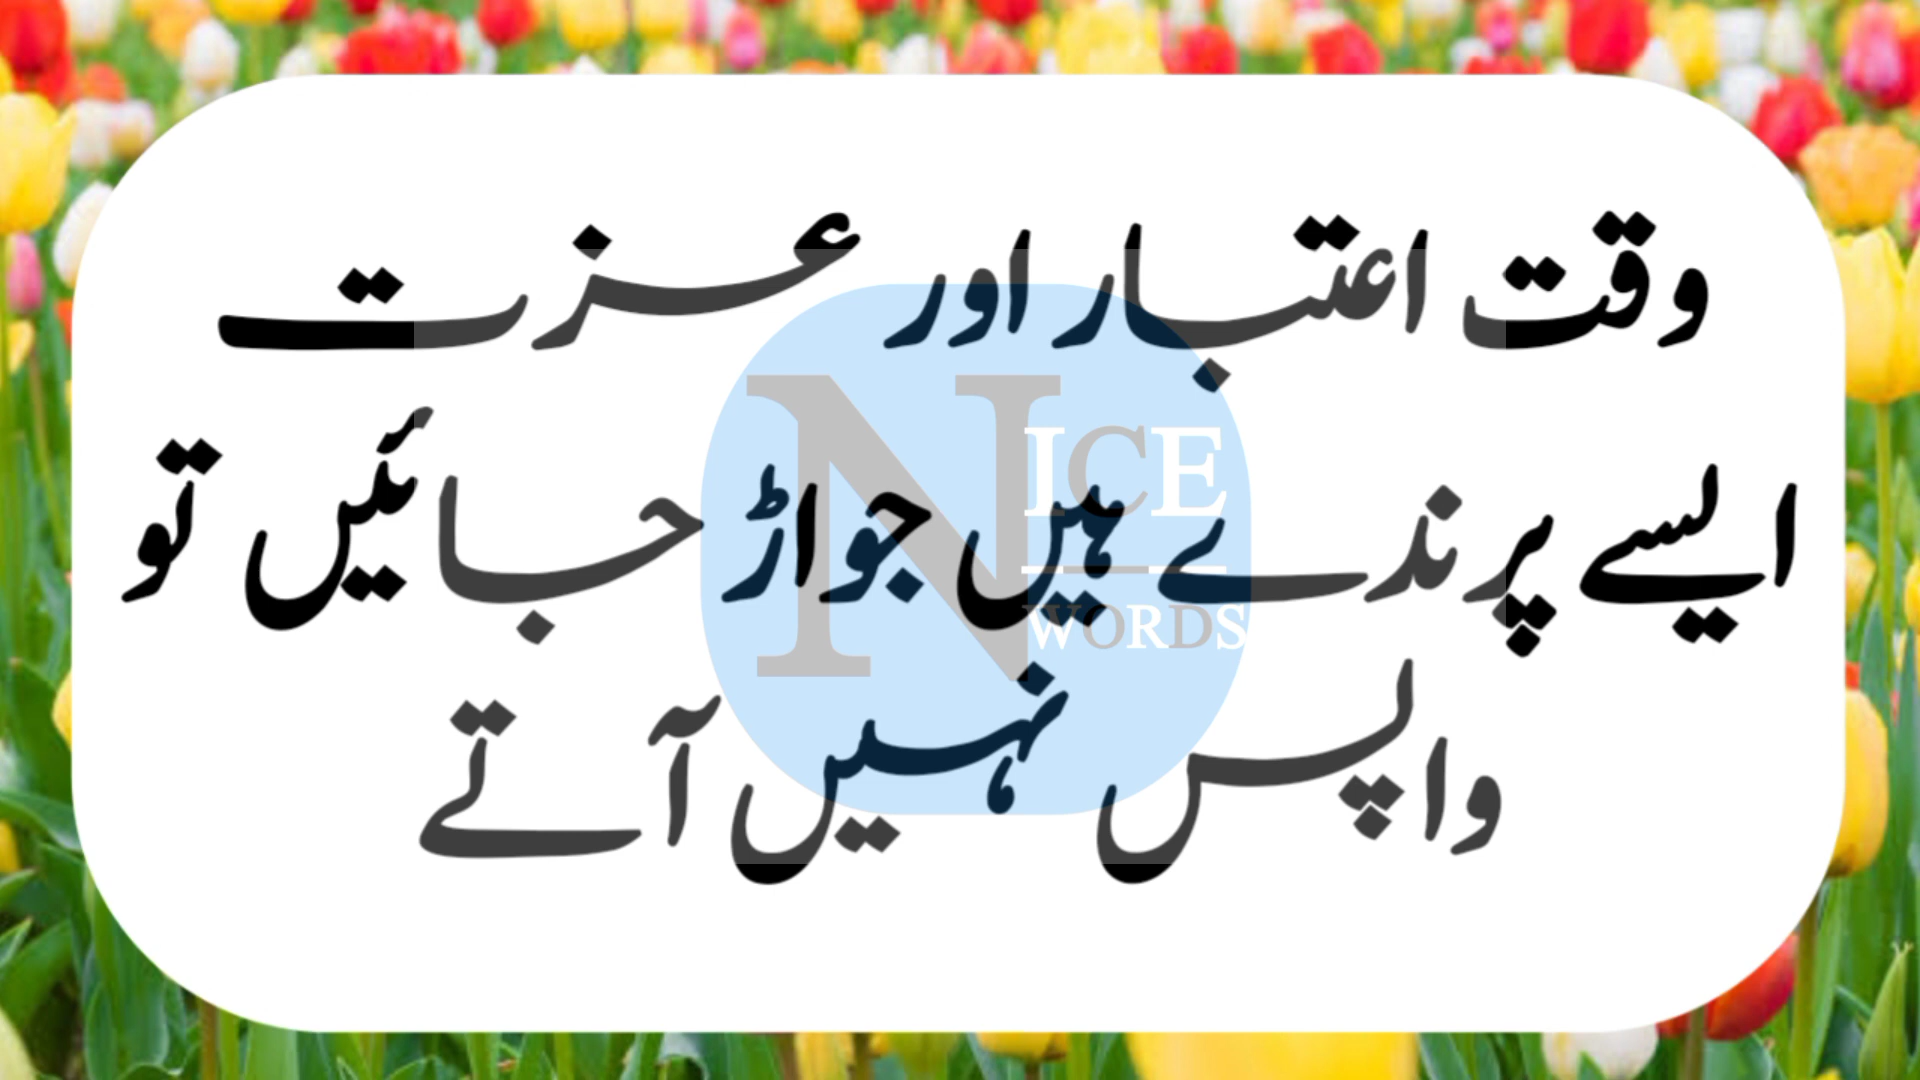 وقت اعتبار اور عزت
ایسے پرندے ہیں جو اڑ جائیں تو
واپس نہیں آتے
NICE
WORDS